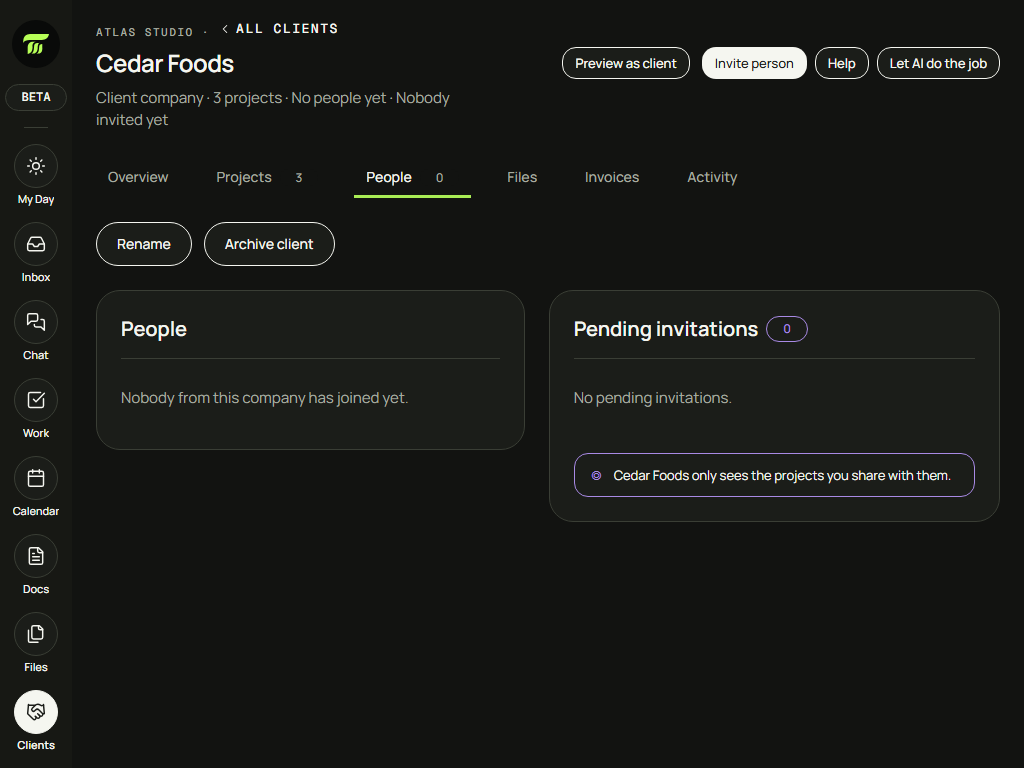 ATLAS STUDIO · < ALL CLIENTS
Cedar Foods
Client company · 3 projects · No people yet · Nobody
invited yet
Preview as client
Invite person
Help
Let AI do the job
BETA
My Day
Inbox
Chat
Work
Calendar
Docs
Files
Clients
Overview
Projects 3
People 0
Files
Invoices
Activity
Rename
Archive client
People
Nobody from this company has joined yet.
Pending invitations 0
No pending invitations.
Cedar Foods only sees the projects you share with them.